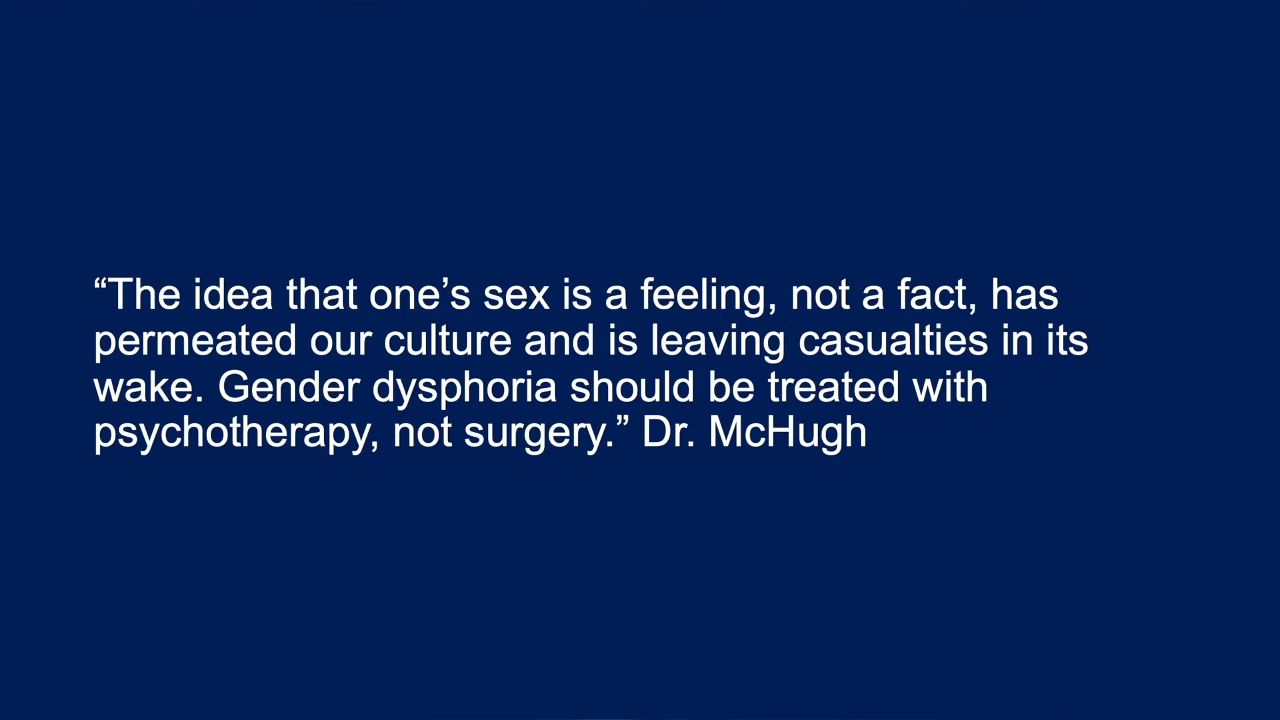 “The idea that one’s sex is a feeling, not a fact, has
permeated our culture and is leaving casualties in its
wake. Gender dysphoria should be treated with
psychotherapy, not surgery.” Dr. McHugh